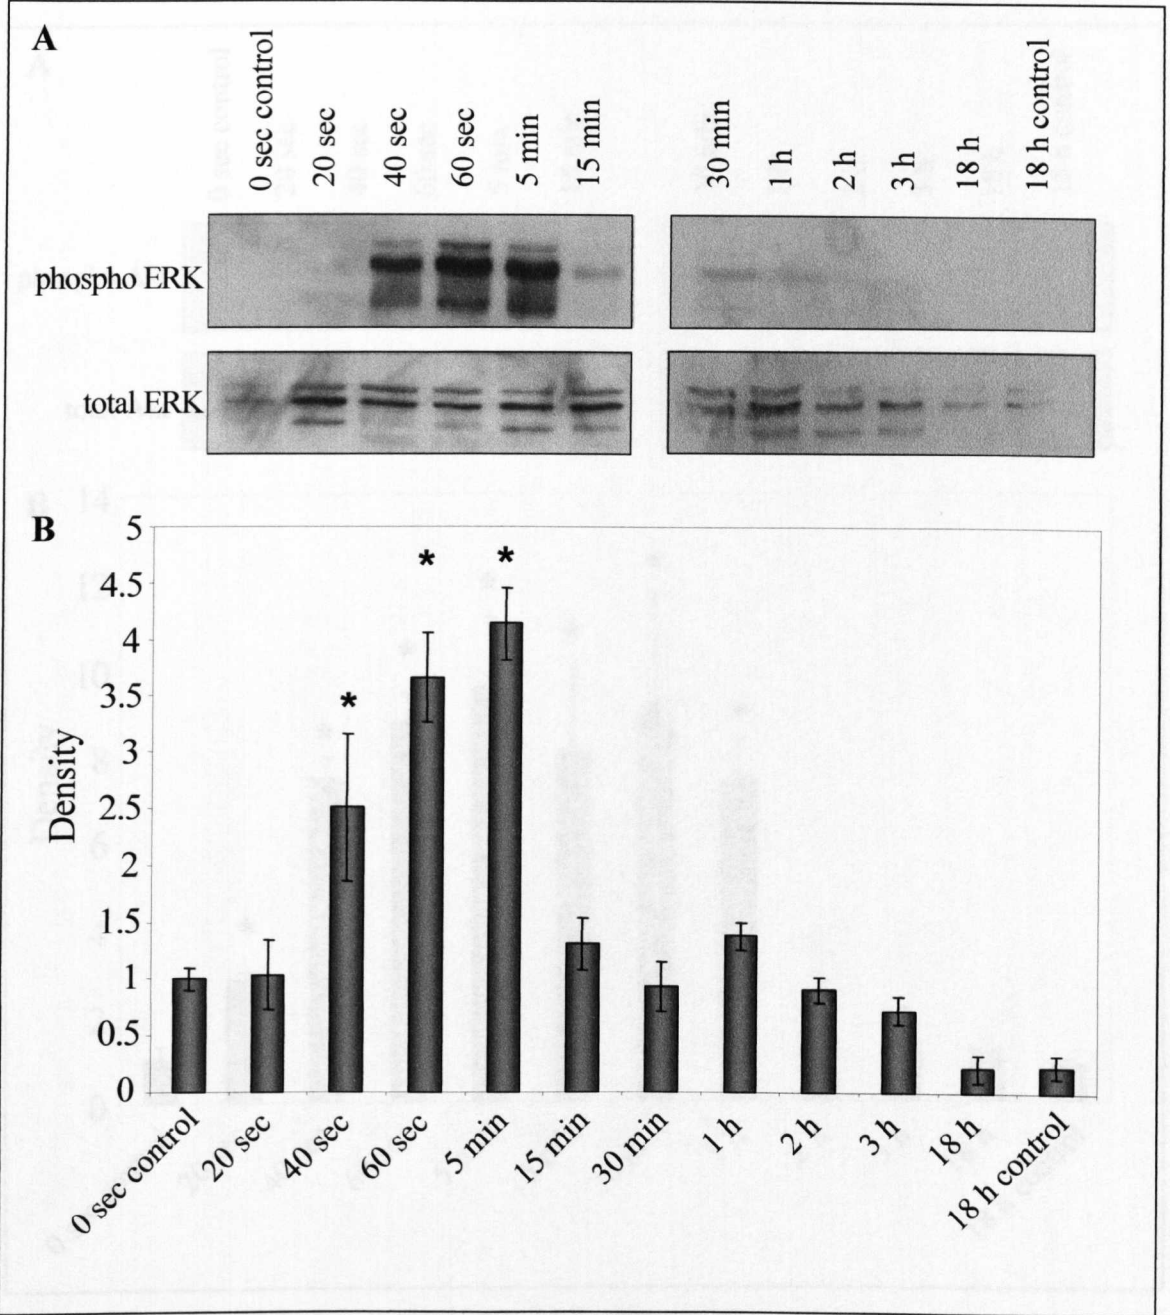 A
0 sec control
20 sec
40 sec
60 sec
5 min
15 min
30 min
1 h
2 h
3 h
18 h
18 h control
phospho ERK
total ERK
B
5
4.5
4
3.5
3
2.5
2
1.5
1
0.5
0
Density
*
*
*
0 sec control
20 sec
40 sec
60 sec
5 min
15 min
30 min
1 h
2 h
3 h
18 h
18 h control